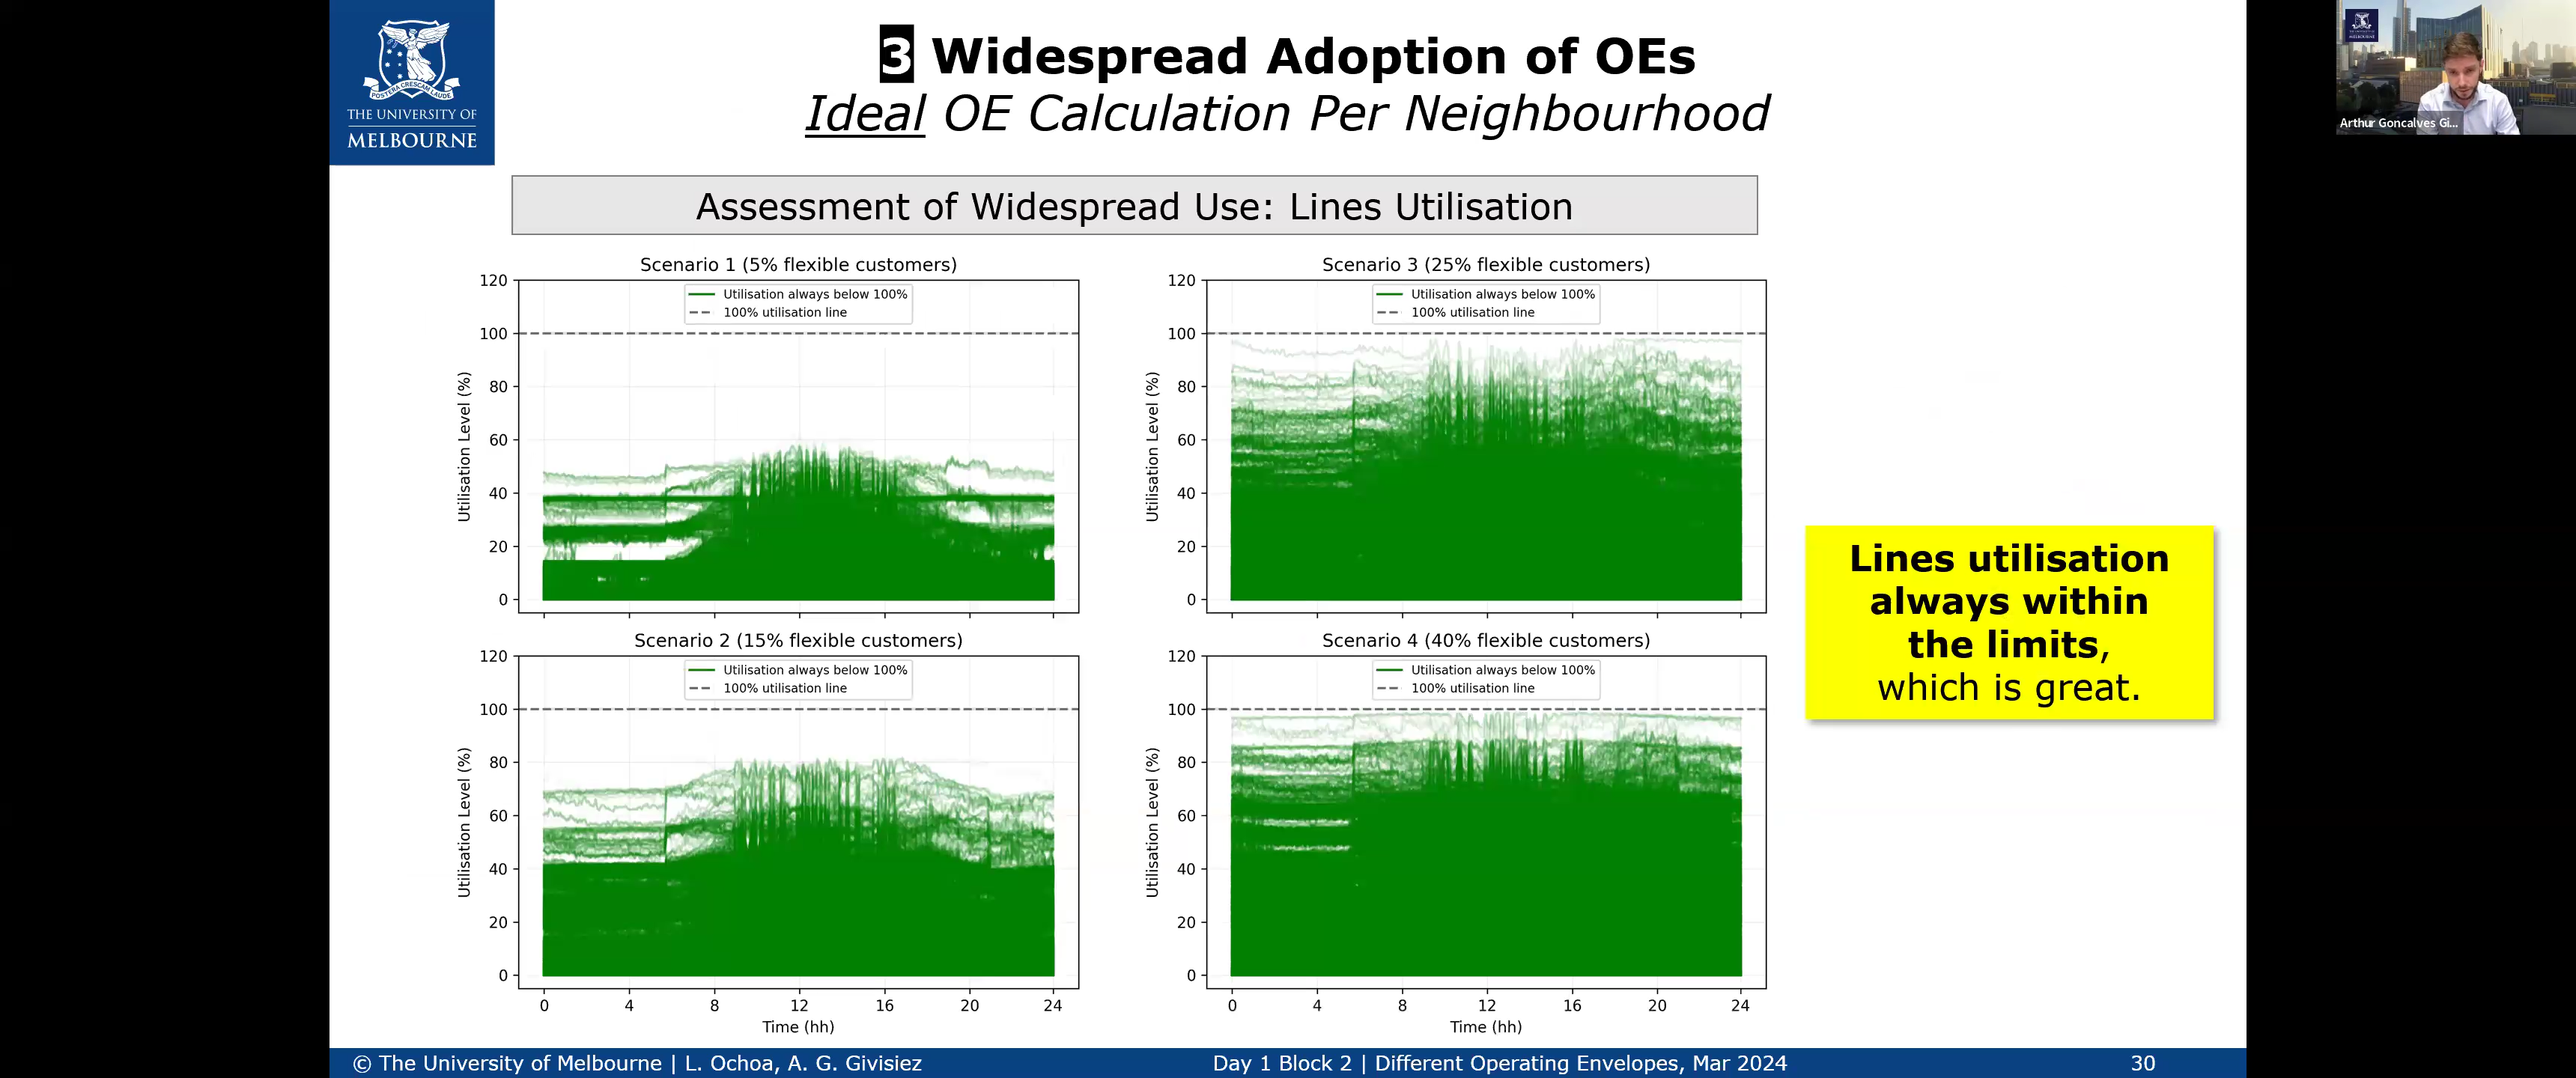 THE UNIVERSITY OF
MELBOURNE
POSTERA CRESCAM LAUDE
3 Widespread Adoption of OEs
Ideal OE Calculation Per Neighbourhood
Arthur Goncalves Gi...
Assessment of Widespread Use: Lines Utilisation
Scenario 1 (5% flexible customers)
Utilisation always below 100%
100% utilisation line
120
100
80
60
40
20
0
Utilisation Level (%)
Scenario 3 (25% flexible customers)
Utilisation always below 100%
100% utilisation line
120
100
80
60
40
20
0
Utilisation Level (%)
Scenario 2 (15% flexible customers)
Utilisation always below 100%
100% utilisation line
120
100
80
60
40
20
0
Utilisation Level (%)
0 4 8 12 16 20 24
Time (hh)
Scenario 4 (40% flexible customers)
Utilisation always below 100%
100% utilisation line
120
100
80
60
40
20
0
Utilisation Level (%)
0 4 8 12 16 20 24
Time (hh)
Lines utilisation
always within
the limits,
which is great.
© The University of Melbourne | L. Ochoa, A. G. Givisiez
Day 1 Block 2 | Different Operating Envelopes, Mar 2024
30